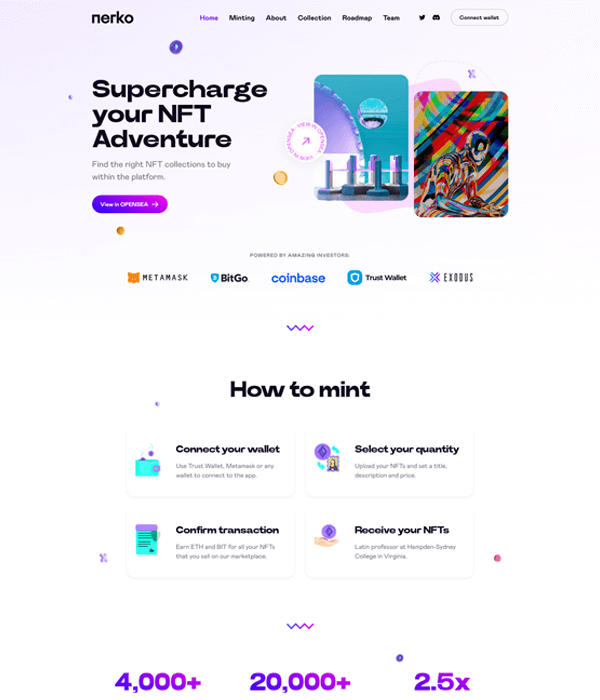 nerko
Home Minting About Collection Roadmap Team Connect wallet
Supercharge
your NFT
Adventure
Find the right NFT collections to buy
within the platform.
View in OPENSEA
VIEW IN OPENSEA - VIEW IN OPENSEA -
POWERED BY AMAZING INVESTORS:
METAMASK BitGo coinbase Trust Wallet EXODUS
How to mint
Connect your wallet
Use Trust Wallet, Metamask or any
wallet to connect to the app.
Select your quantity
Upload your NFTs and set a title,
description and price.
Confirm transaction
Earn ETH and BIT for all your NFTs
that you sell on our marketplace.
Receive your NFTs
Latin professor at Hampden-Sydney
College in Virginia.
4,000+ 20,000+ 2.5x